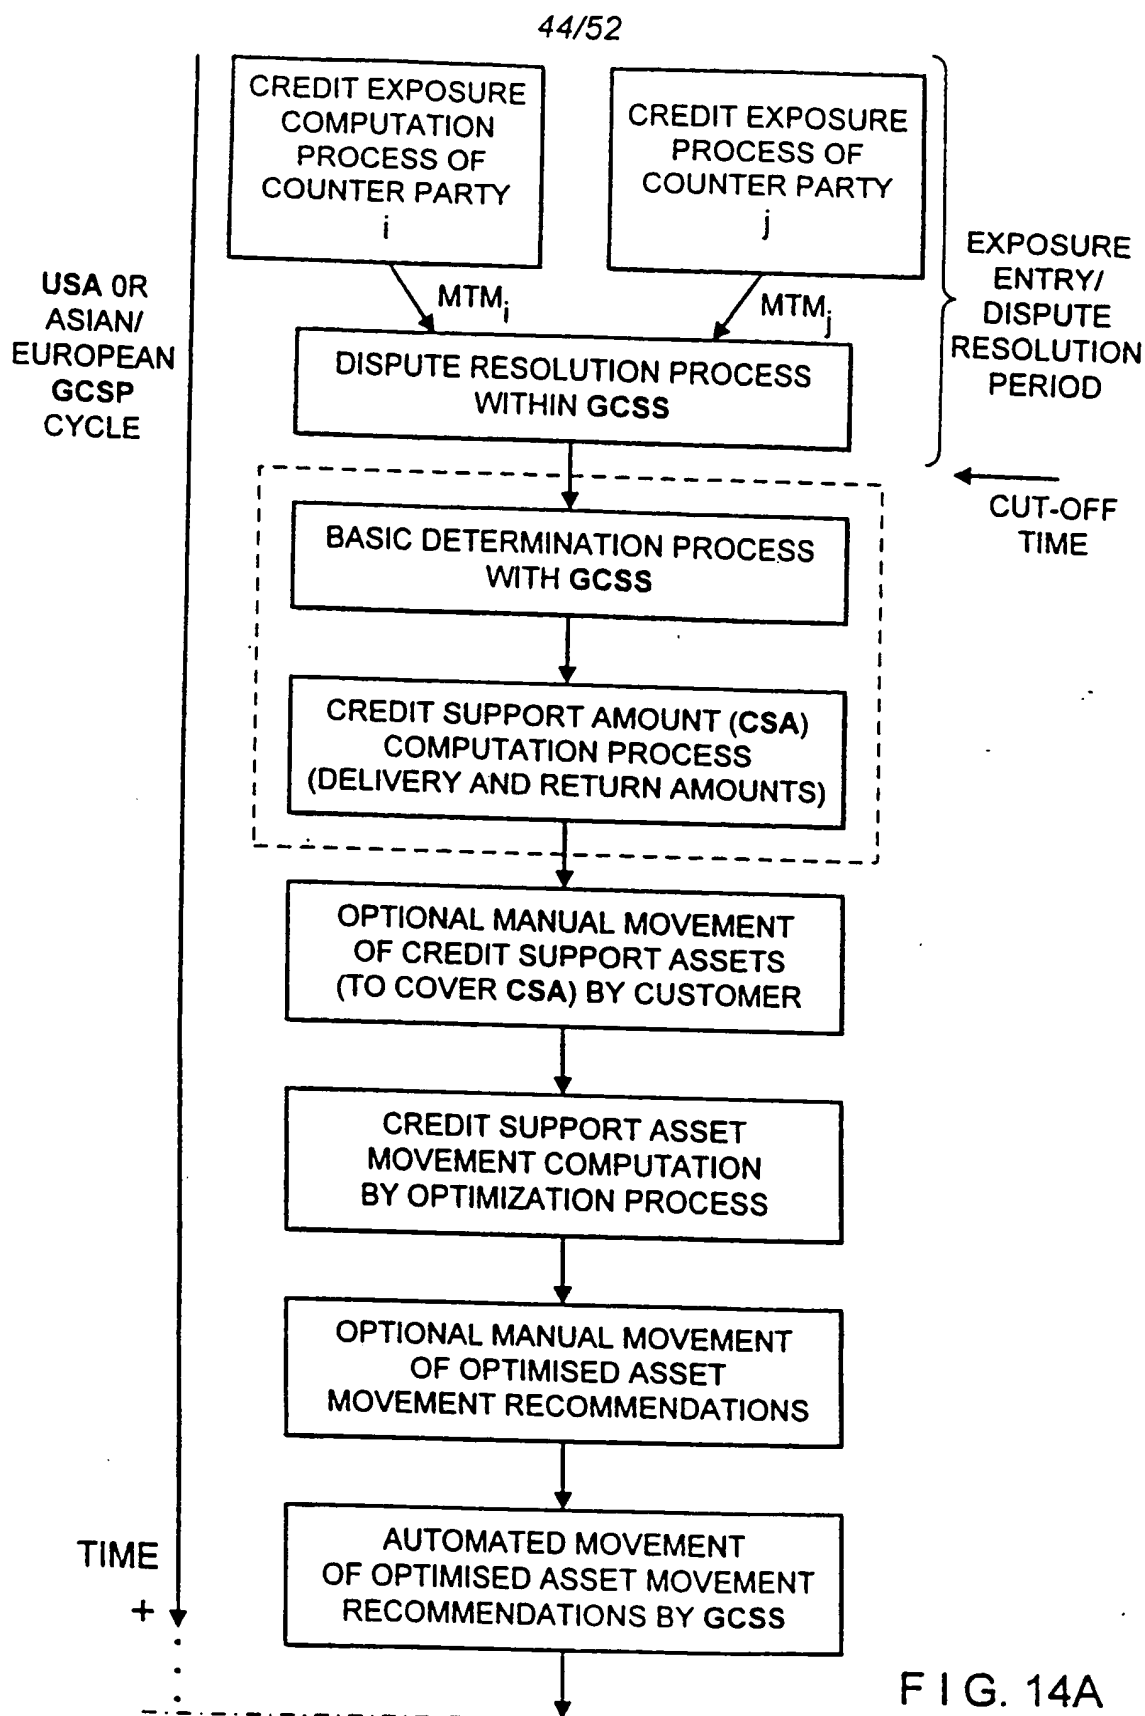 44/52
CREDIT EXPOSURE
COMPUTATION
PROCESS OF
COUNTER PARTY
i
CREDIT EXPOSURE
PROCESS OF
COUNTER PARTY
j
USA 0R
ASIAN/
EUROPEAN
GCSP
CYCLE
MTMi
MTMj
EXPOSURE
ENTRY/
DISPUTE
RESOLUTION
PERIOD
DISPUTE RESOLUTION PROCESS
WITHIN GCSS
CUT-OFF
TIME
BASIC DETERMINATION PROCESS
WITH GCSS
CREDIT SUPPORT AMOUNT (CSA)
COMPUTATION PROCESS
(DELIVERY AND RETURN AMOUNTS)
OPTIONAL MANUAL MOVEMENT
OF CREDIT SUPPORT ASSETS
(TO COVER CSA) BY CUSTOMER
CREDIT SUPPORT ASSET
MOVEMENT COMPUTATION
BY OPTIMIZATION PROCESS
OPTIONAL MANUAL MOVEMENT
OF OPTIMISED ASSET
MOVEMENT RECOMMENDATIONS
AUTOMATED MOVEMENT
OF OPTIMISED ASSET MOVEMENT
RECOMMENDATIONS BY GCSS
TIME
+
FIG. 14A